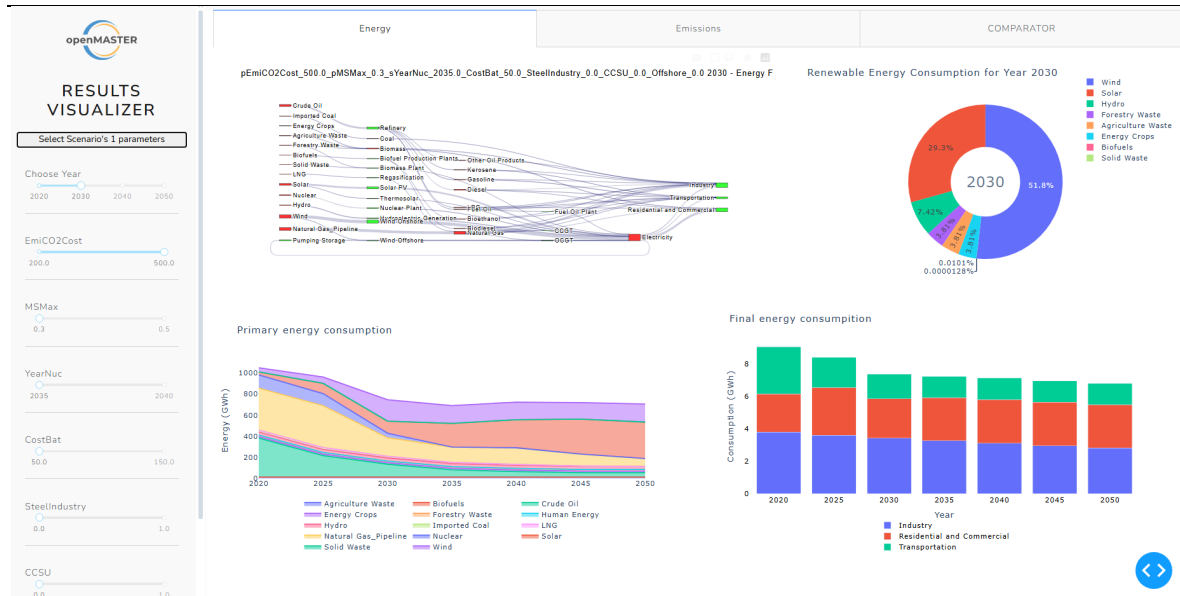 openMASTER
RESULTS
VISUALIZER
Select Scenario's 1 parameters
Choose Year
2020 2030 2040 2050
EmiCO2Cost
200.0 500.0
MSMax
0.3 0.5
YearNuc
2035 2040
CostBat
50.0 150.0
SteelIndustry
0.0 1.0
CCSU
0.0 1.0
Energy Emissions COMPARATOR
pEmiCO2Cost_500.0_pMSMax_0.3_sYearNuc_2035.0_CostBat_50.0_SteelIndustry_0.0_CCSU_0.0_Offshore_0.0 2030 - Energy F
Crude Oil
Imported Coal
Energy Crops
Agriculture Waste
Forestry Waste
Biofuels
Solid Waste
LNG
Solar
Nuclear
Hydro
Wind
Natural Gas_Pipeline
Pumping Storage
Refinery
Coal
Biomass
Biofuel Production Plants
Biomass Plant
Regasification
Solar PV
Thermosolar
Nuclear Plant
Hydroelectric Generation
Wind Onshore
Wind Offshore
Other Oil Products
Kerosene
Gasoline
Diesel
Fuel Oil
Bioethanol
Biodiesel
Natural Gas
Fuel Oil Plant
CCGT
OCGT
Industry
Transportation
Residential and Commercial
Electricity
Renewable Energy Consumption for Year 2030
2030
51.8%
29.3%
7.42%
3.81%
3.81%
3.81%
0.0101%
0.0000128%
Wind
Solar
Hydro
Forestry Waste
Agriculture Waste
Energy Crops
Biofuels
Solid Waste
Primary energy consumption
Energy (GWh)
1000
800
600
400
200
0
2020 2025 2030 2035 2040 2045 2050
Agriculture Waste Biofuels Crude Oil
Energy Crops Forestry Waste Human Energy
Hydro Imported Coal LNG
Natural Gas_Pipeline Nuclear Solar
Solid Waste Wind
Final energy consumpition
Consumption (GWh)
8
6
4
2
0
2020 2025 2030 2035 2040 2045 2050
Year
Industry
Residential and Commercial
Transportation